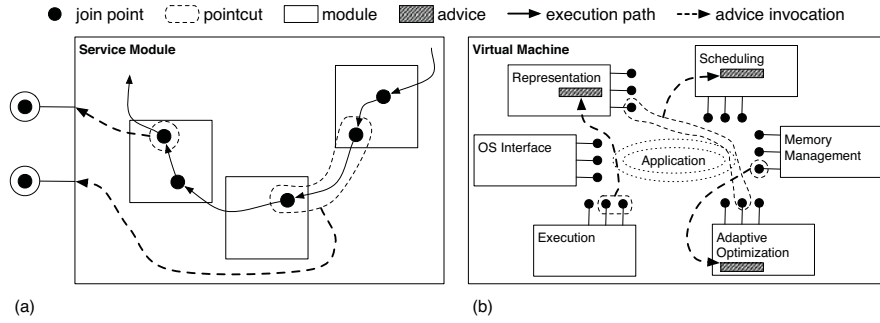 join point pointcut module advice execution path advice invocation
Service Module
Virtual Machine
Representation
Scheduling
OS Interface
Application
Memory
Management
Execution
Adaptive
Optimization
(a)
(b)